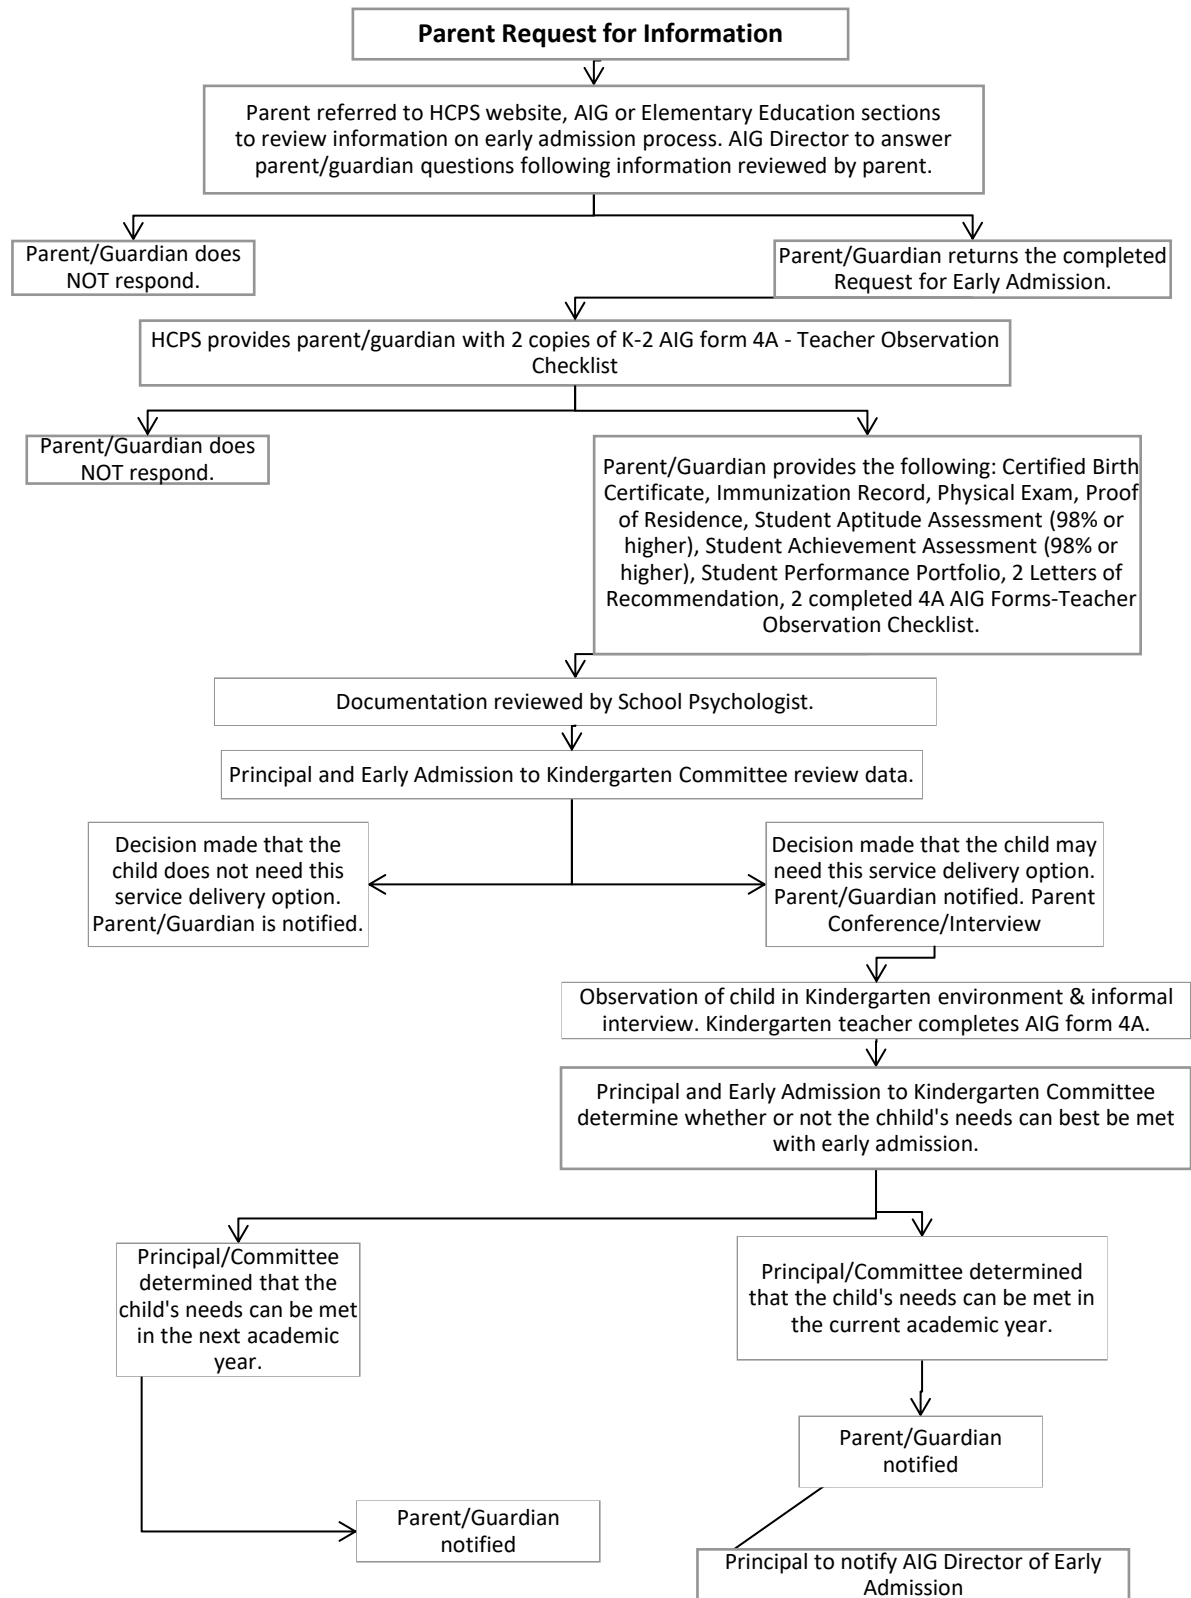 Parent Request for Information
Parent referred to HCPS website, AIG or Elementary Education sections
to review information on early admission process. AIG Director to answer
parent/guardian questions following information reviewed by parent.
Parent/Guardian does
NOT respond.
Parent/Guardian returns the completed
Request for Early Admission.
HCPS provides parent/guardian with 2 copies of K-2 AIG form 4A - Teacher Observation
Checklist
Parent/Guardian does
NOT respond.
Parent/Guardian provides the following: Certified Birth
Certificate, Immunization Record, Physical Exam, Proof
of Residence, Student Aptitude Assessment (98% or
higher), Student Achievement Assessment (98% or
higher), Student Performance Portfolio, 2 Letters of
Recommendation, 2 completed 4A AIG Forms-Teacher
Observation Checklist.
Documentation reviewed by School Psychologist.
Principal and Early Admission to Kindergarten Committee review data.
Decision made that the
child does not need this
service delivery option.
Parent/Guardian is notified.
Decision made that the child may
need this service delivery option.
Parent/Guardian notified. Parent
Conference/Interview
Observation of child in Kindergarten environment & informal
interview. Kindergarten teacher completes AIG form 4A.
Principal and Early Admission to Kindergarten Committee
determine whether or not the chhild's needs can best be met
with early admission.
Principal/Committee
determined that the
child's needs can be met
in the next academic
year.
Principal/Committee determined
that the child's needs can be met in
the current academic year.
Parent/Guardian
notified
Parent/Guardian
notified
Principal to notify AIG Director of Early
Admission